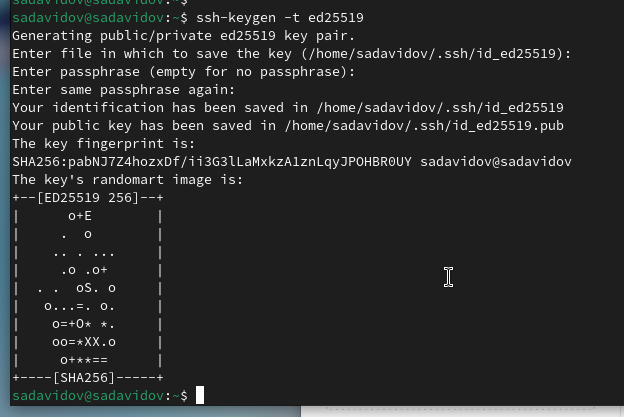 sadavidov@sadavidov:~$ ssh-keygen -t ed25519
Generating public/private ed25519 key pair.
Enter file in which to save the key (/home/sadavidov/.ssh/id_ed25519):
Enter passphrase (empty for no passphrase):
Enter same passphrase again:
Your identification has been saved in /home/sadavidov/.ssh/id_ed25519
Your public key has been saved in /home/sadavidov/.ssh/id_ed25519.pub
The key fingerprint is:
SHA256:pabNJ7Z4hozxDf/ii3G3lLaMxkzA1znLqyJPOHBR0UY sadavidov@sadavidov
The key's randomart image is:
+--[ED25519 256]--+
|      o+E        |
|     .  o        |
|    .. . ...     |
|     .o .o+      |
|  . .  oS. o     |
|   o...=. o.     |
|    o=+O* *.     |
|    oo=*XX.o     |
|     o+**==      |
+----[SHA256]-----+
sadavidov@sadavidov:~$